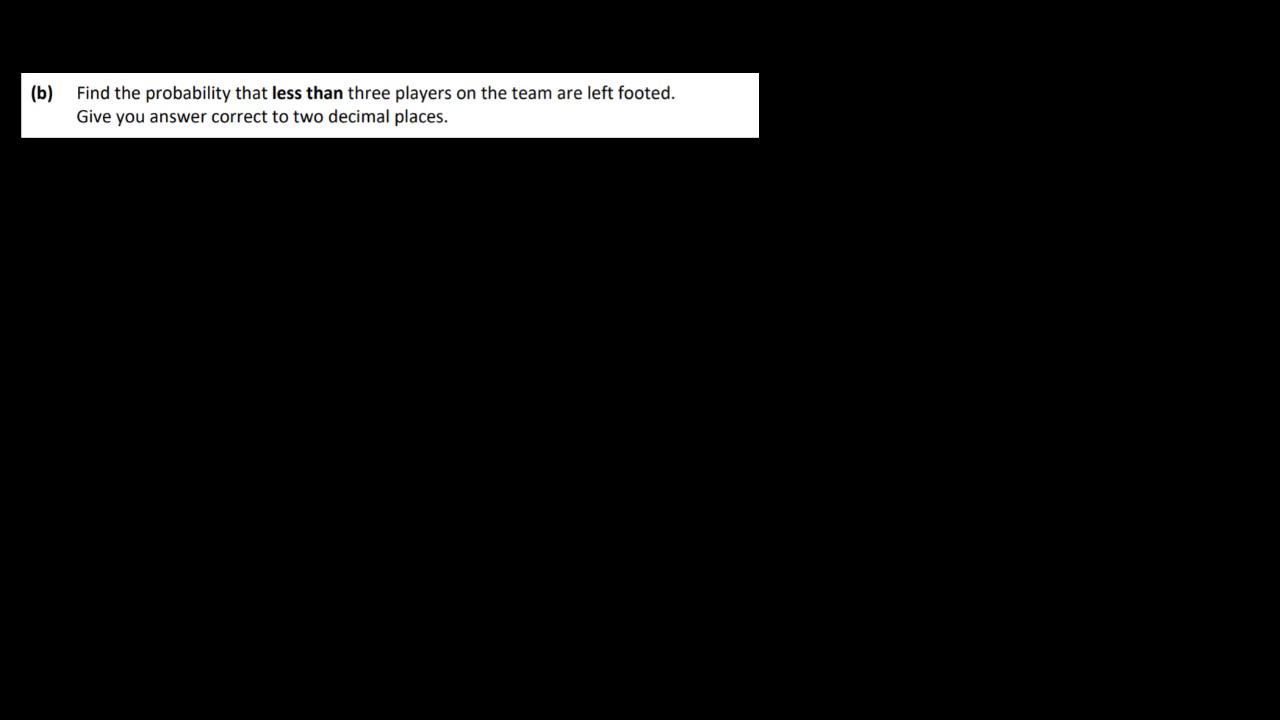 (b) Find the probability that less than three players on the team are left footed.
Give you answer correct to two decimal places.